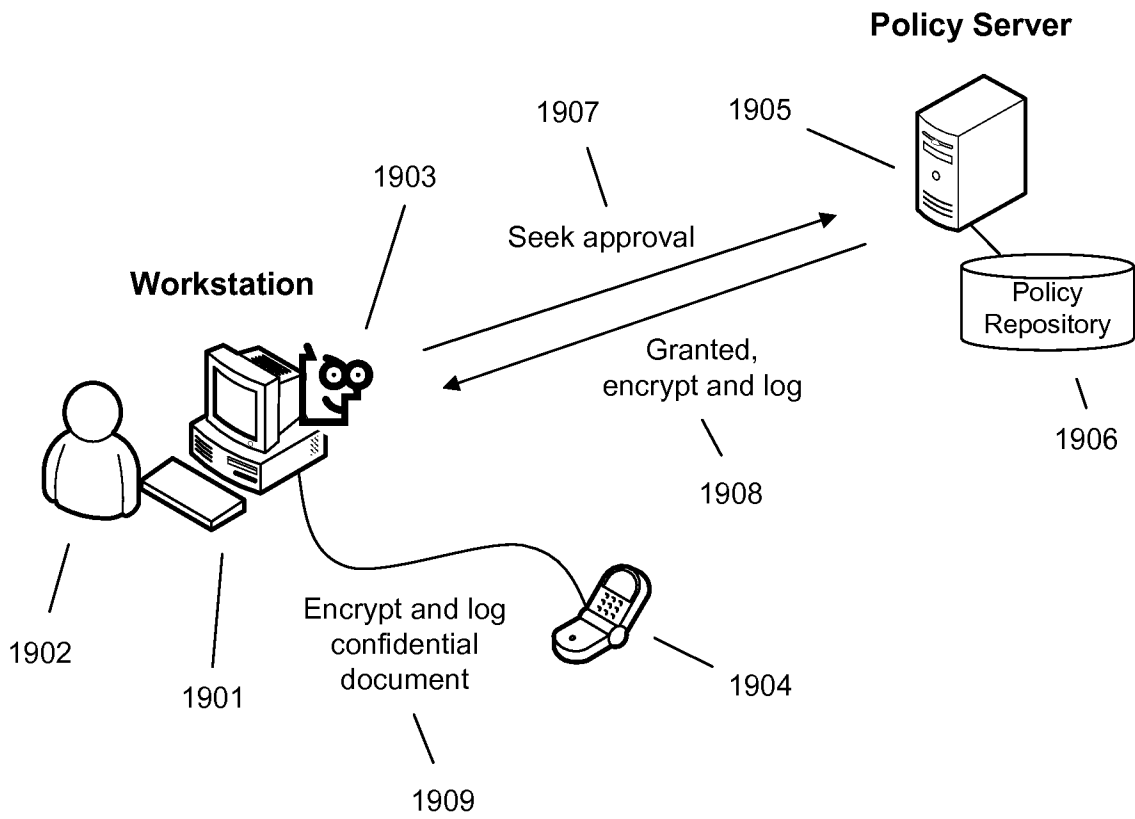 Policy Server
1907
1905
1903
Seek approval
Workstation
Policy
Repository
Granted,
encrypt and log
1906
1908
Encrypt and log
confidential
document
1902
1901
1904
1909